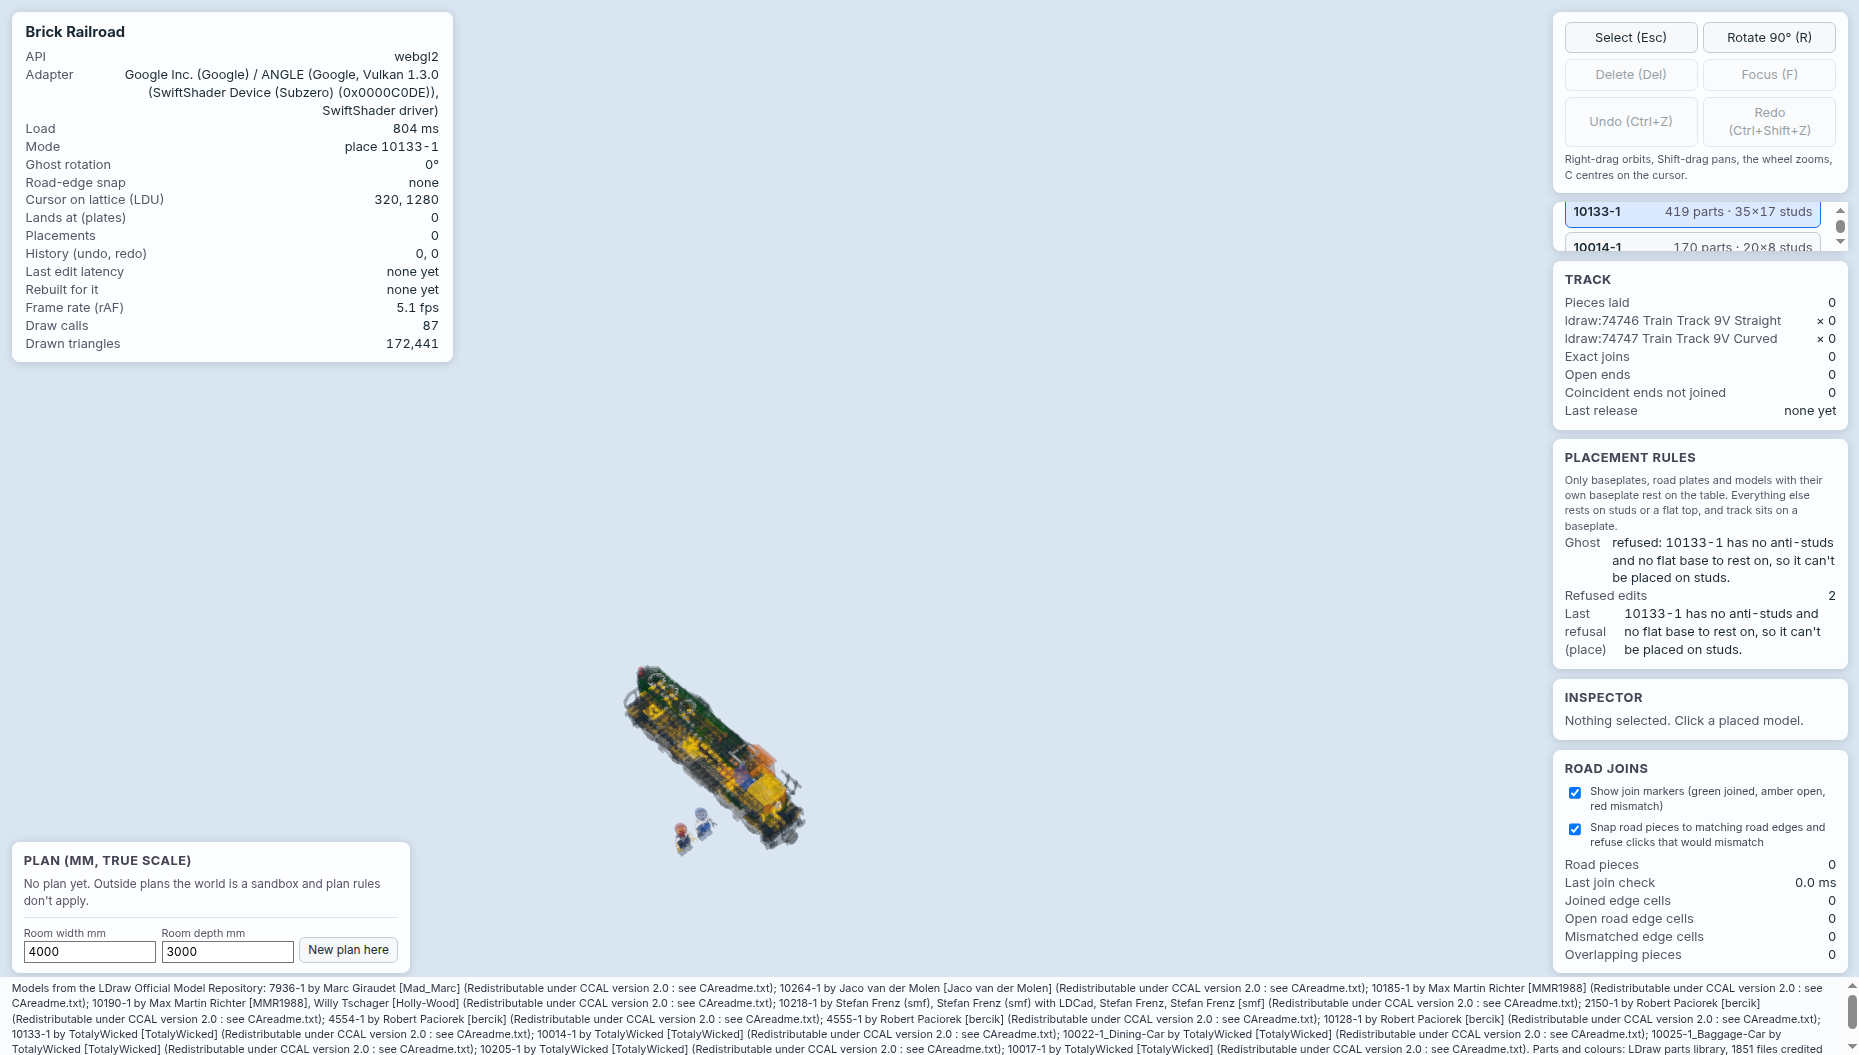 Brick Railroad
API webgl2
Adapter Google Inc. (Google) / ANGLE (Google, Vulkan 1.3.0
(SwiftShader Device (Subzero) (0x0000C0DE)),
SwiftShader driver)
Load 804 ms
Mode place 10133-1
Ghost rotation 0°
Road-edge snap none
Cursor on lattice (LDU) 320, 1280
Lands at (plates) 0
Placements 0
History (undo, redo) 0, 0
Last edit latency none yet
Rebuilt for it none yet
Frame rate (rAF) 5.1 fps
Draw calls 87
Drawn triangles 172,441
PLAN (MM, TRUE SCALE)
No plan yet. Outside plans the world is a sandbox and plan rules
don't apply.
Room width mm Room depth mm
4000 3000 New plan here
Select (Esc) Rotate 90° (R)
Delete (Del) Focus (F)
Undo (Ctrl+Z) Redo
(Ctrl+Shift+Z)
Right-drag orbits, Shift-drag pans, the wheel zooms,
C centres on the cursor.
10133-1 419 parts · 35×17 studs
10014-1 170 parts · 20×8 studs
TRACK
Pieces laid 0
ldraw:74746 Train Track 9V Straight × 0
ldraw:74747 Train Track 9V Curved × 0
Exact joins 0
Open ends 0
Coincident ends not joined 0
Last release none yet
PLACEMENT RULES
Only baseplates, road plates and models with their
own baseplate rest on the table. Everything else
rests on studs or a flat top, and track sits on a
baseplate.
Ghost refused: 10133-1 has no anti-studs
and no flat base to rest on, so it can't
be placed on studs.
Refused edits 2
Last 10133-1 has no anti-studs and
refusal no flat base to rest on, so it can't
(place) be placed on studs.
INSPECTOR
Nothing selected. Click a placed model.
ROAD JOINS
Show join markers (green joined, amber open,
red mismatch)
Snap road pieces to matching road edges and
refuse clicks that would mismatch
Road pieces 0
Last join check 0.0 ms
Joined edge cells 0
Open road edge cells 0
Mismatched edge cells 0
Overlapping pieces 0
Models from the LDraw Official Model Repository: 7936-1 by Marc Giraudet [Mad_Marc] (Redistributable under CCAL version 2.0 : see CAreadme.txt); 10264-1 by Jaco van der Molen [Jaco van der Molen] (Redistributable under CCAL version 2.0 : see CAreadme.txt); 10185-1 by Max Martin Richter [MMR1988] (Redistributable under CCAL version 2.0 : see
CAreadme.txt); 10190-1 by Max Martin Richter [MMR1988], Willy Tschager [Holly-Wood] (Redistributable under CCAL version 2.0 : see CAreadme.txt); 10218-1 by Stefan Frenz (smf), Stefan Frenz (smf) with LDCad, Stefan Frenz, Stefan Frenz [smf] (Redistributable under CCAL version 2.0 : see CAreadme.txt); 2150-1 by Robert Paciorek [bercik]
(Redistributable under CCAL version 2.0 : see CAreadme.txt); 4554-1 by Robert Paciorek [bercik] (Redistributable under CCAL version 2.0 : see CAreadme.txt); 4555-1 by Robert Paciorek [bercik] (Redistributable under CCAL version 2.0 : see CAreadme.txt); 10128-1 by Robert Paciorek [bercik] (Redistributable under CCAL version 2.0 : see CAreadme.txt);
10133-1 by TotalyWicked [TotalyWicked] (Redistributable under CCAL version 2.0 : see CAreadme.txt); 10014-1 by TotalyWicked [TotalyWicked] (Redistributable under CCAL version 2.0 : see CAreadme.txt); 10022-1_Dining-Car by TotalyWicked [TotalyWicked] (Redistributable under CCAL version 2.0 : see CAreadme.txt); 10025-1_Baggage-Car by
TotalyWicked [TotalyWicked] (Redistributable under CCAL version 2.0 : see CAreadme.txt); 10205-1 by TotalyWicked [TotalyWicked] (Redistributable under CCAL version 2.0 : see CAreadme.txt); 10017-1 by TotalyWicked [TotalyWicked] (Redistributable under CCAL version 2.0 : see CAreadme.txt). Parts and colours: LDraw parts library, 1851 files credited